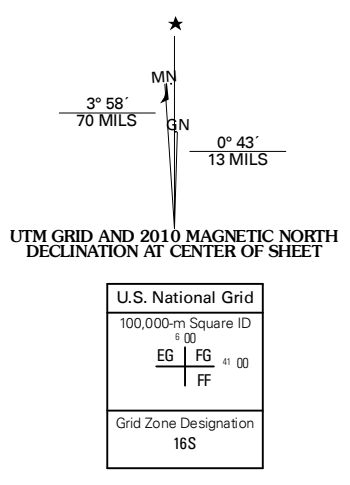 MN
3° 58´
70 MILS
GN
0° 43´
13 MILS
UTM GRID AND 2010 MAGNETIC NORTH
DECLINATION AT CENTER OF SHEET
U.S. National Grid
100,000-m Square ID
6 00
EG FG 41 00
FF
Grid Zone Designation
16S